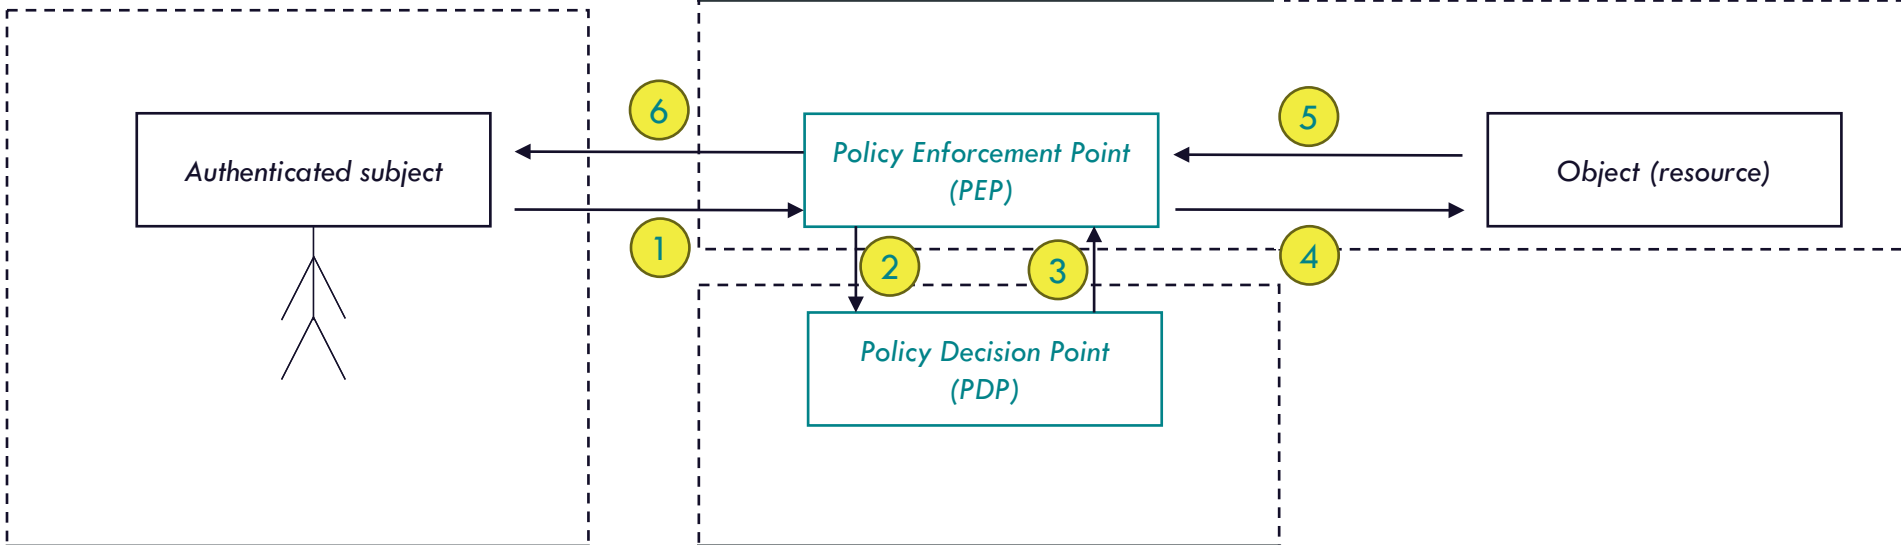 6
5
Authenticated subject
Policy Enforcement Point
(PEP)
Object (resource)
1
2
3
4
Policy Decision Point
(PDP)